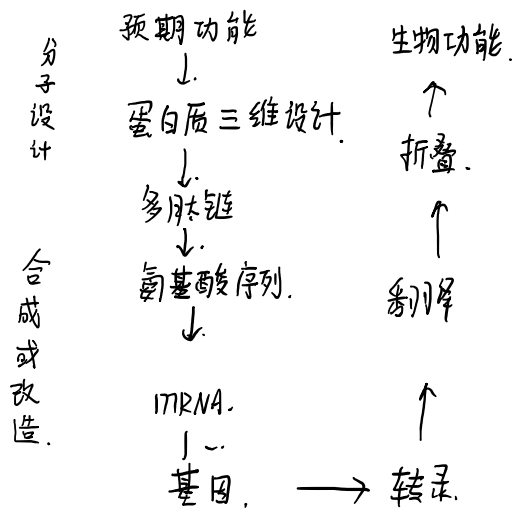 分子设计
合成或改造.
预期功能
蛋白质三维设计.
多肽链
氨基酸序列.
mRNA.
基因.
转录.
翻译
折叠.
生物功能.